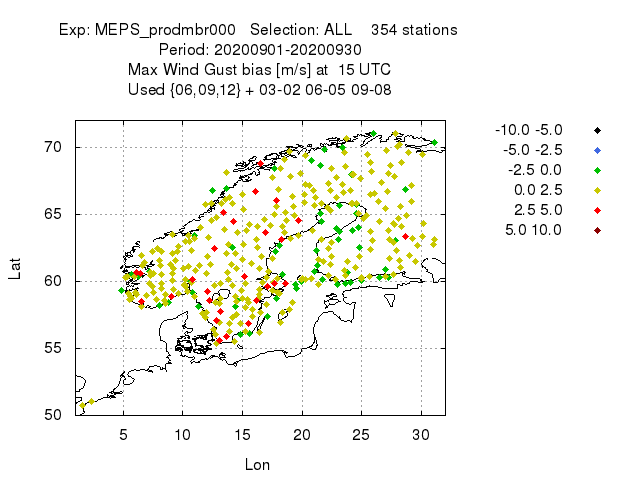 Exp: MEPS_prodmbr000 Selection: ALL 354 stations
Period: 20200901-20200930
Max Wind Gust bias [m/s] at 15 UTC
Used {06,09,12} + 03-02 06-05 09-08
-10.0 -5.0
-5.0 -2.5
-2.5 0.0
0.0 2.5
2.5 5.0
5.0 10.0
70
65
60
55
50
Lat
5 10 15 20 25 30
Lon